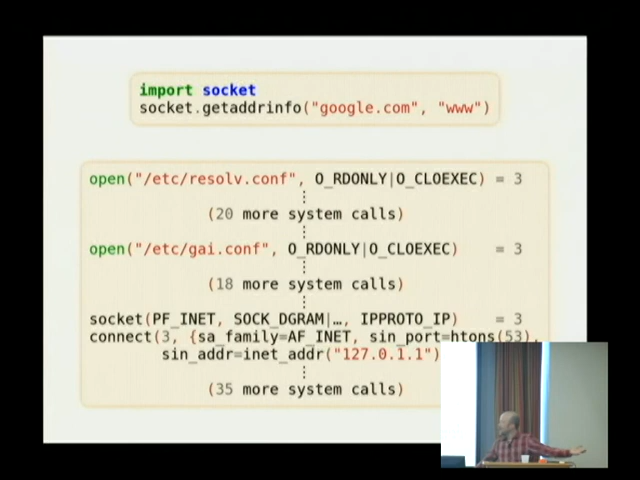 import socket
socket.getaddrinfo("google.com", "www")
open("/etc/resolv.conf", O_RDONLY|O_CLOEXEC) = 3
(20 more system calls)
open("/etc/gai.conf", O_RDONLY|O_CLOEXEC) = 3
(18 more system calls)
socket(PF_INET, SOCK_DGRAM|…, IPPROTO_IP) = 3
connect(3, {sa_family=AF_INET, sin_port=htons(53),
sin_addr=inet_addr("127.0.1.1")
(35 more system calls)